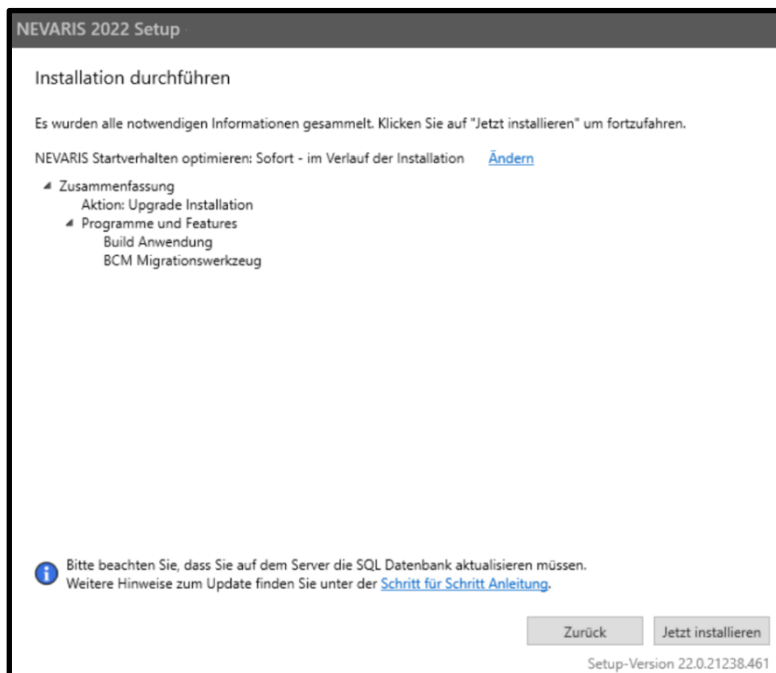 NEVARIS 2022 Setup
Installation durchführen
Es wurden alle notwendigen Informationen gesammelt. Klicken Sie auf "Jetzt installieren" um fortzufahren.
NEVARIS Startverhalten optimieren: Sofort - im Verlauf der Installation Ändern
Zusammenfassung
Aktion: Upgrade Installation
Programme und Features
Build Anwendung
BCM Migrationswerkzeug
Bitte beachten Sie, dass Sie auf dem Server die SQL Datenbank aktualisieren müssen.
Weitere Hinweise zum Update finden Sie unter der Schritt für Schritt Anleitung.
Zurück Jetzt installieren
Setup-Version 22.0.21238.461